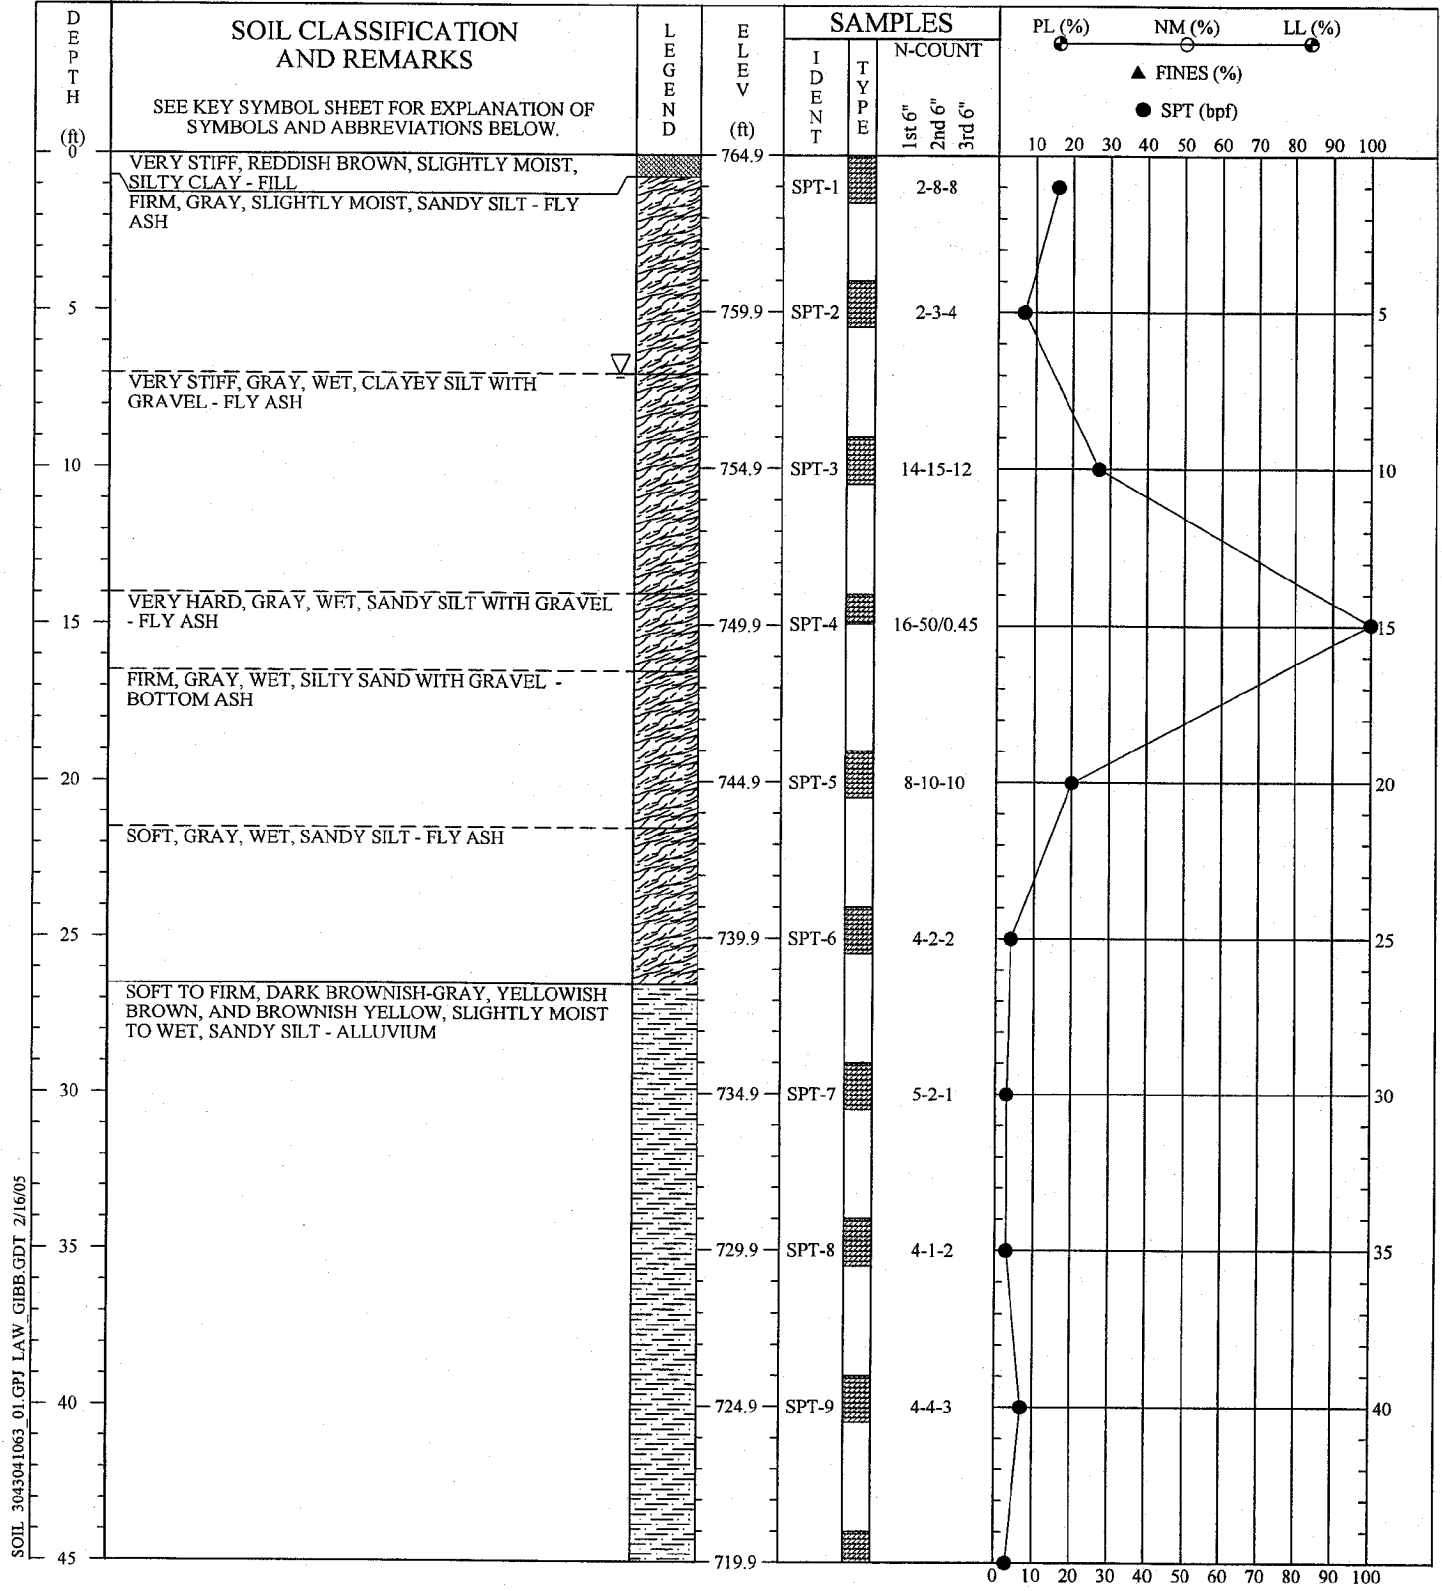 DEPTH (ft)
SOIL CLASSIFICATION
AND REMARKS
SEE KEY SYMBOL SHEET FOR EXPLANATION OF
SYMBOLS AND ABBREVIATIONS BELOW.
LEGEND
ELEV (ft)
SAMPLES
IDENT
TYPE
N-COUNT
1st 6"
2nd 6"
3rd 6"
PL (%) NM (%) LL (%)
▲ FINES (%)
● SPT (bpf)
10 20 30 40 50 60 70 80 90 100
0
VERY STIFF, REDDISH BROWN, SLIGHTLY MOIST,
SILTY CLAY - FILL
764.9
SPT-1 2-8-8
FIRM, GRAY, SLIGHTLY MOIST, SANDY SILT - FLY
ASH
5 759.9 SPT-2 2-3-4 5
VERY STIFF, GRAY, WET, CLAYEY SILT WITH
GRAVEL - FLY ASH
10 754.9 SPT-3 14-15-12 10
VERY HARD, GRAY, WET, SANDY SILT WITH GRAVEL
- FLY ASH
15 749.9 SPT-4 16-50/0.45 15
FIRM, GRAY, WET, SILTY SAND WITH GRAVEL -
BOTTOM ASH
20 744.9 SPT-5 8-10-10 20
SOFT, GRAY, WET, SANDY SILT - FLY ASH
25 739.9 SPT-6 4-2-2 25
SOFT TO FIRM, DARK BROWNISH-GRAY, YELLOWISH
BROWN, AND BROWNISH YELLOW, SLIGHTLY MOIST
TO WET, SANDY SILT - ALLUVIUM
30 734.9 SPT-7 5-2-1 30
35 729.9 SPT-8 4-1-2 35
40 724.9 SPT-9 4-4-3 40
45 719.9
0 10 20 30 40 50 60 70 80 90 100
SOIL 3043041063_01.GPJ LAW_GIBB.GDT 2/16/05